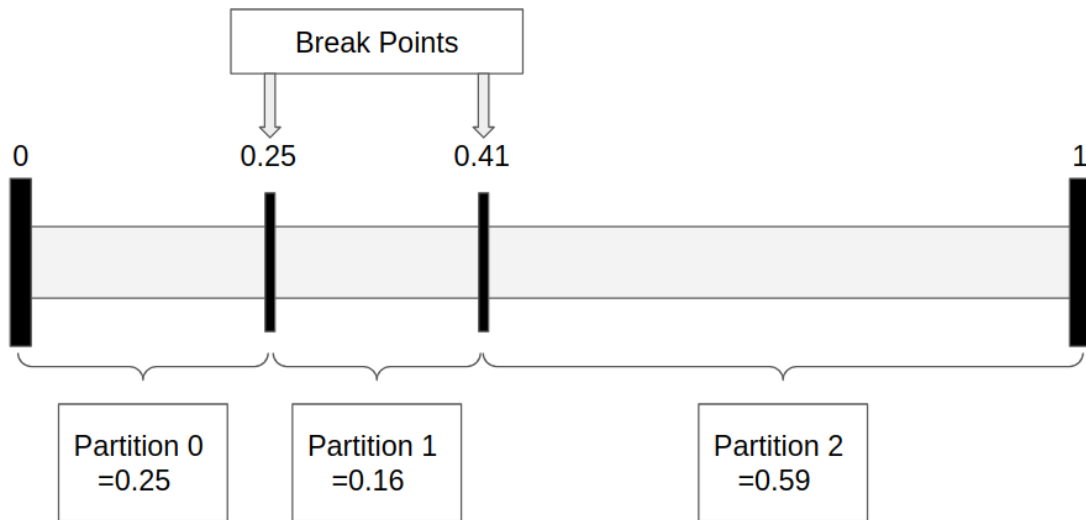 Break Points
0
0.25
0.41
1
Partition 0
=0.25
Partition 1
=0.16
Partition 2
=0.59